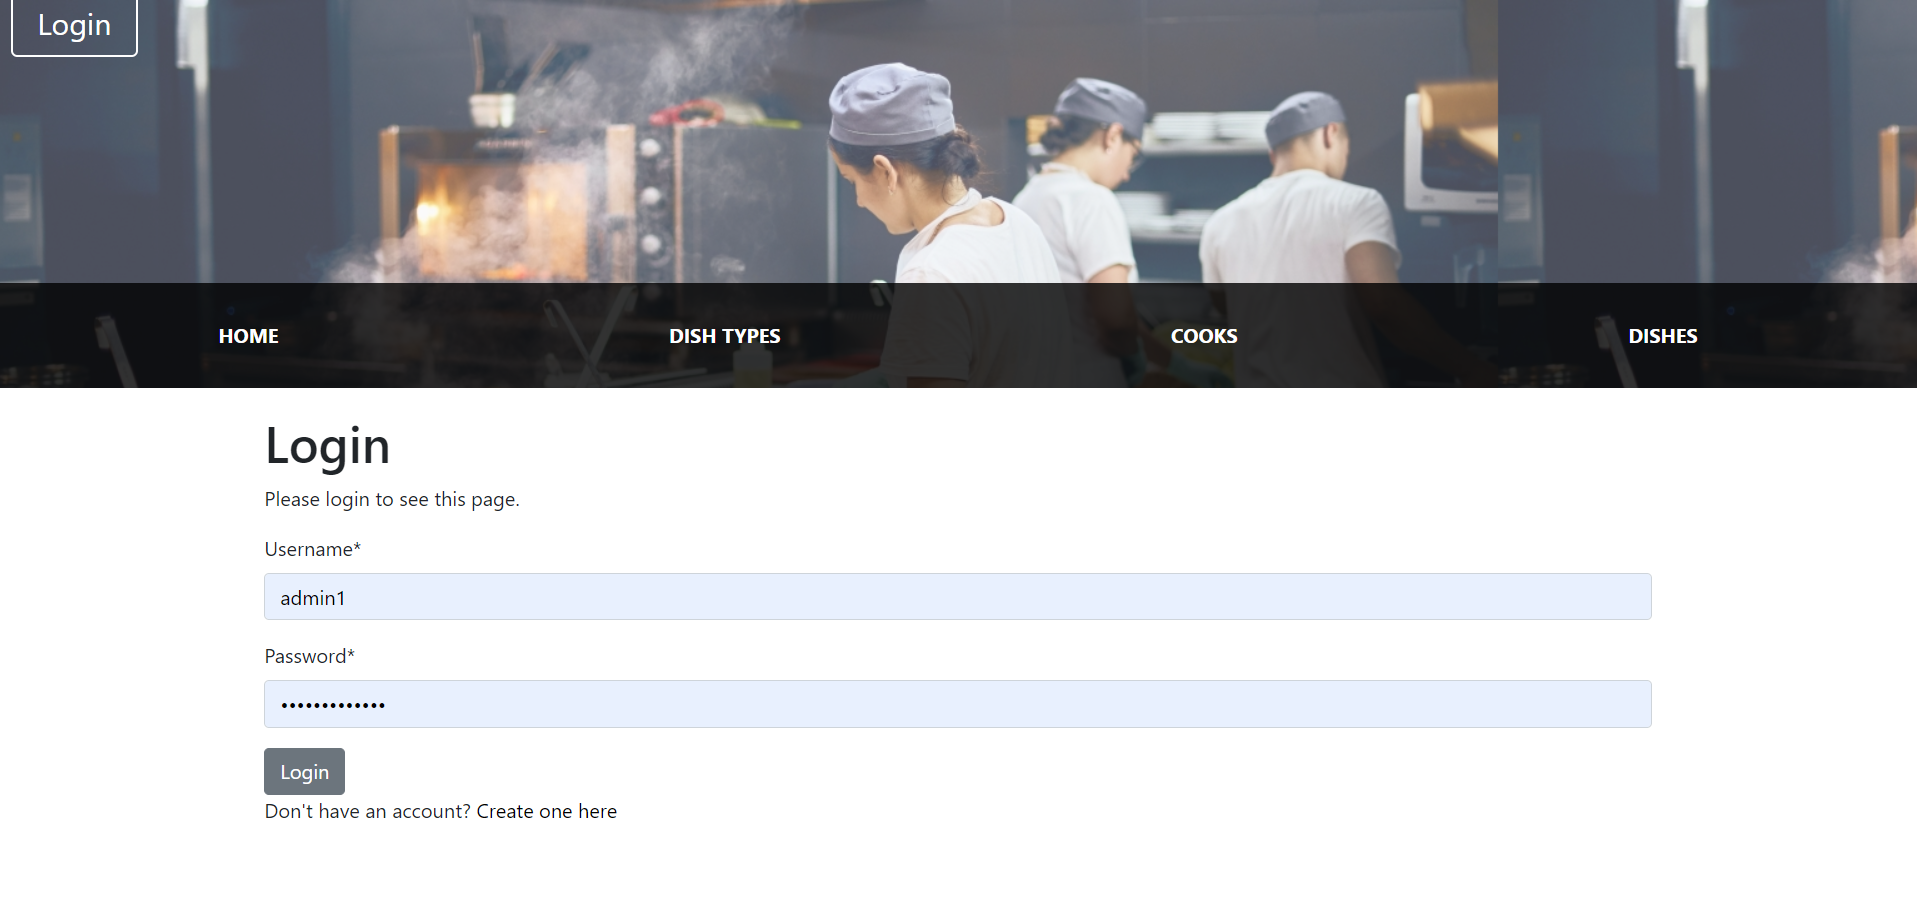 Login
HOME DISH TYPES COOKS DISHES
Login
Please login to see this page.
Username*
admin1
Password*
•••••••••••••
Login
Don't have an account? Create one here